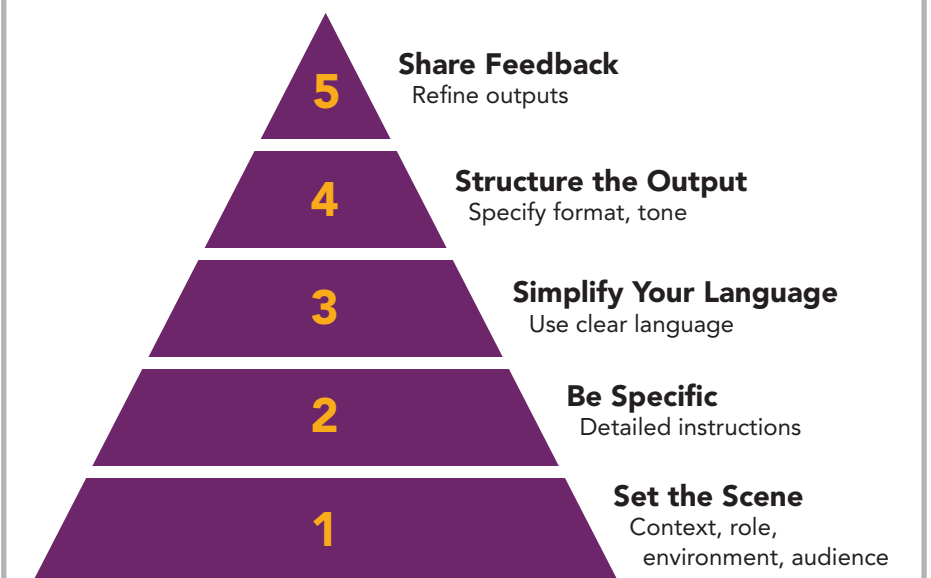 5
Share Feedback
Refine outputs
4
Structure the Output
Specify format, tone
3
Simplify Your Language
Use clear language
2
Be Specific
Detailed instructions
1
Set the Scene
Context, role,
environment, audience